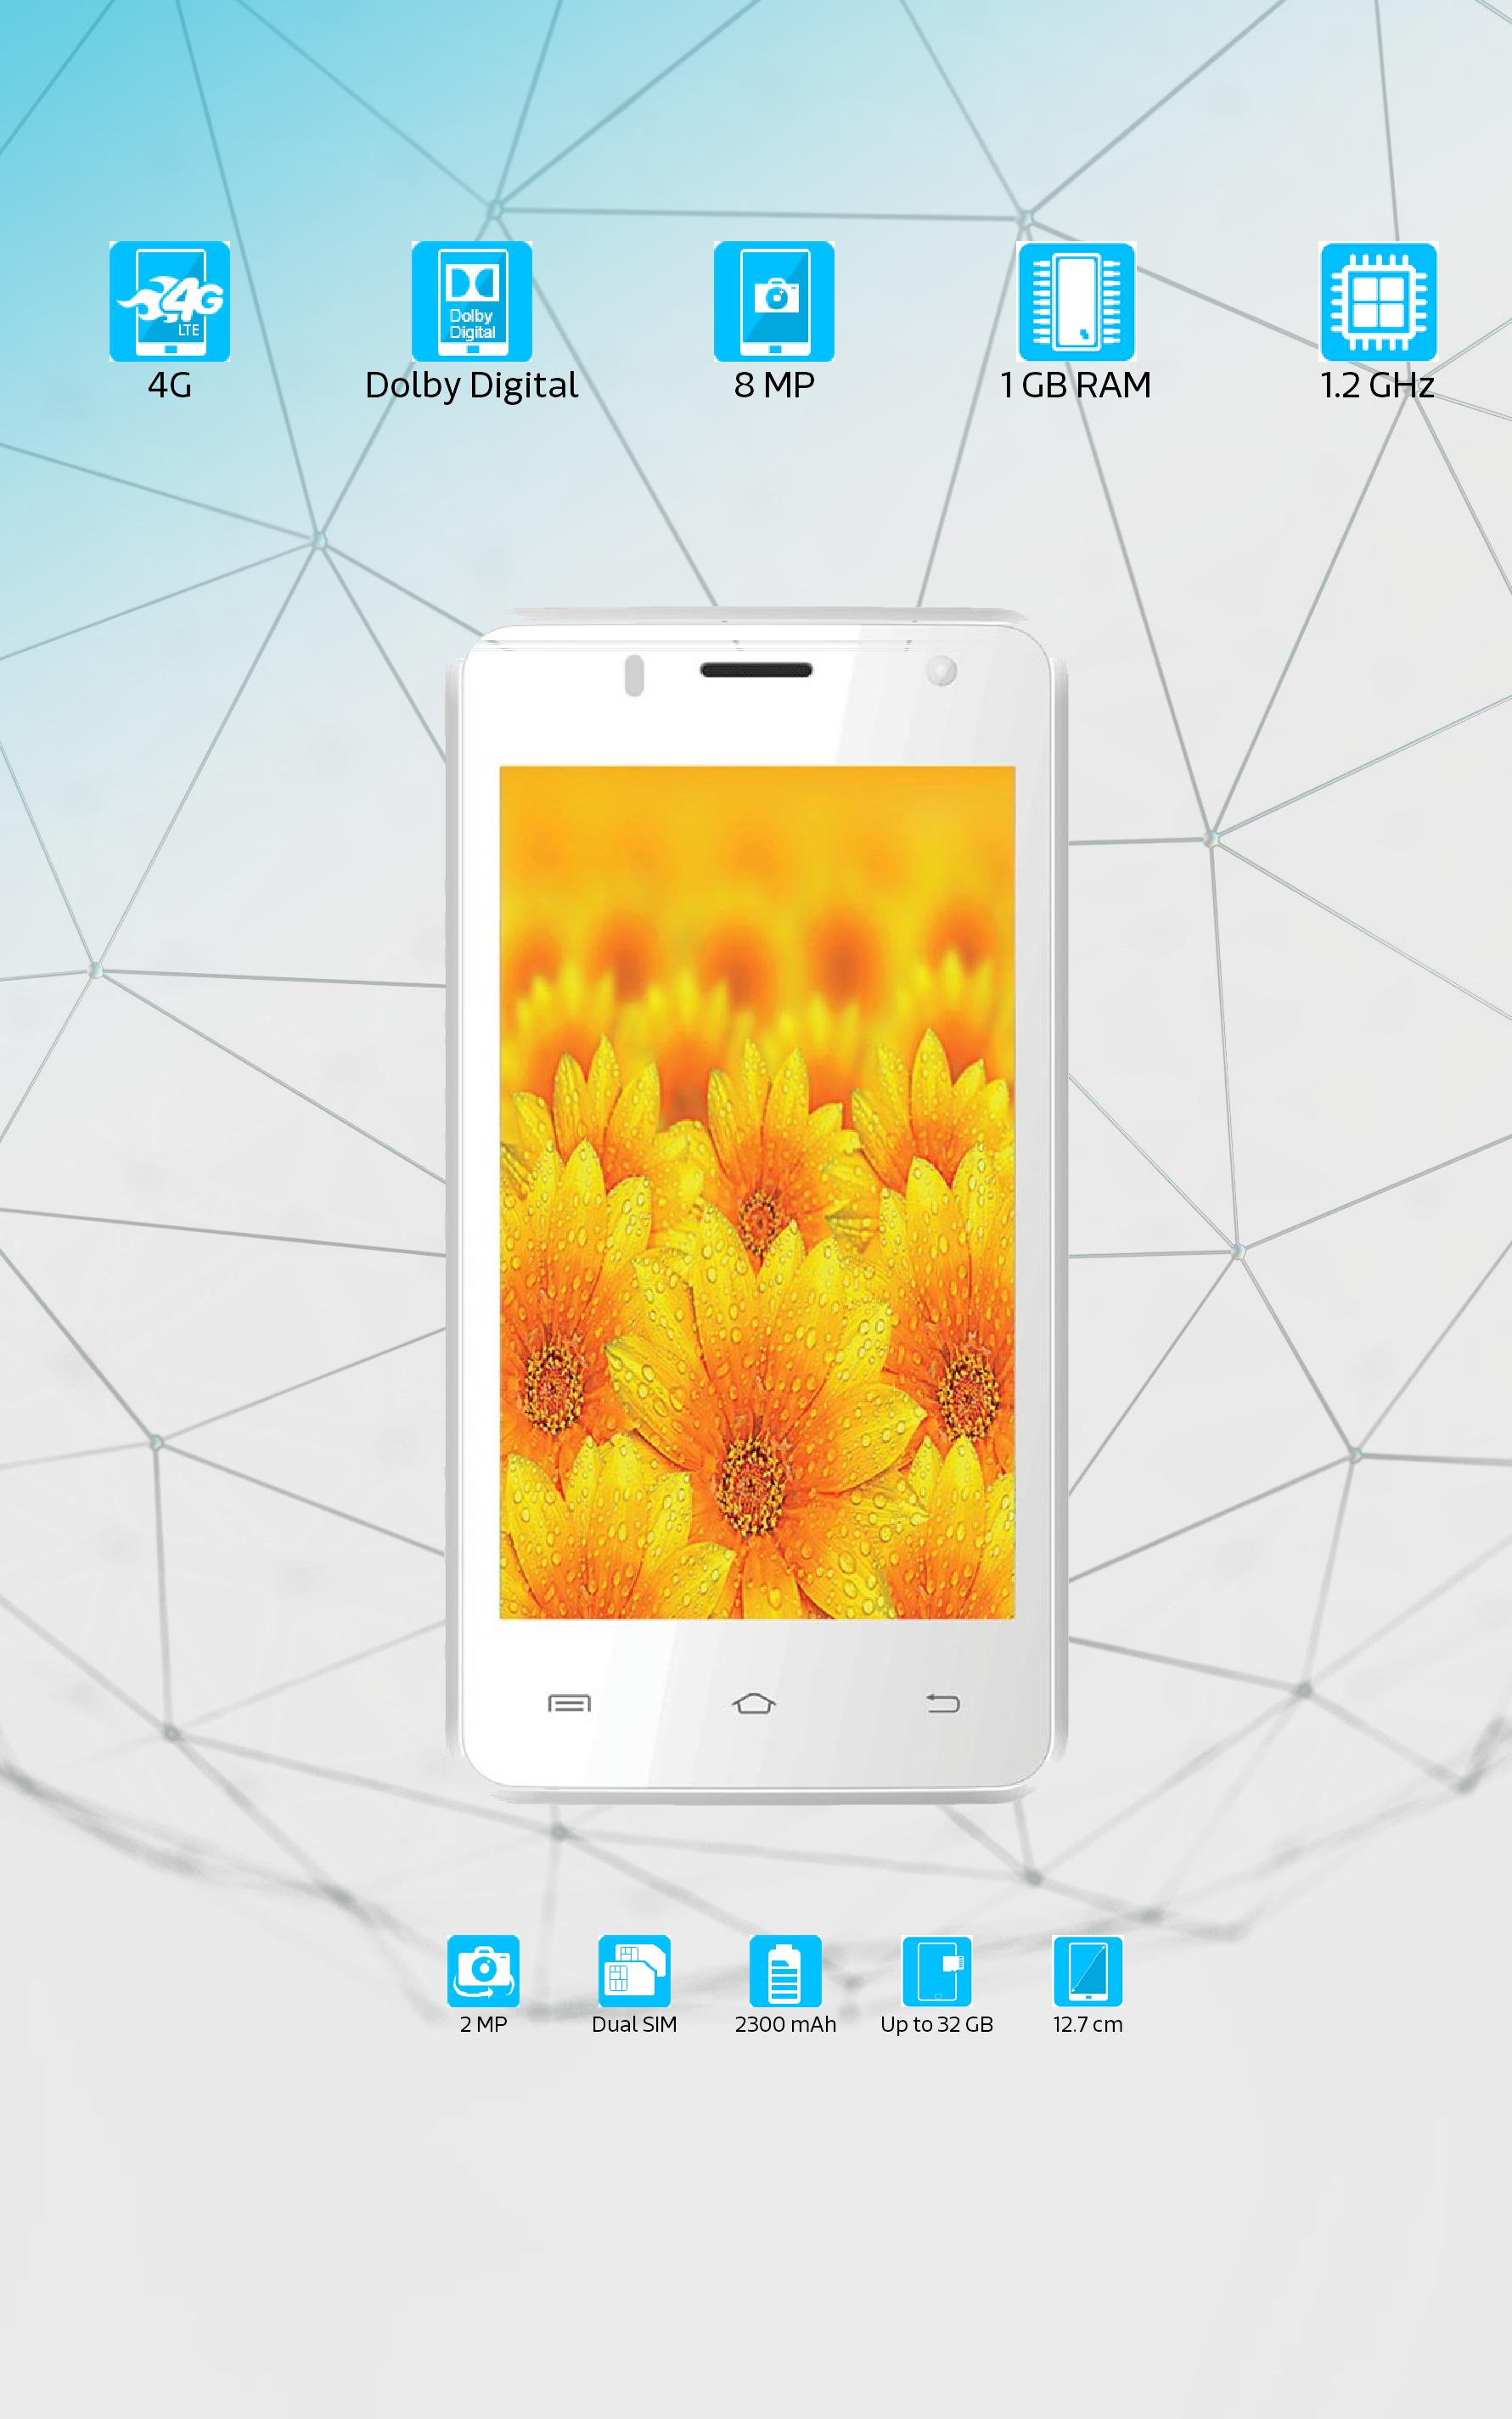 4G
LTE
Dolby
Digital
4G
Dolby Digital
8 MP
1 GB RAM
1.2 GHz
2 MP
Dual SIM
2300 mAh
Up to 32 GB
12.7 cm